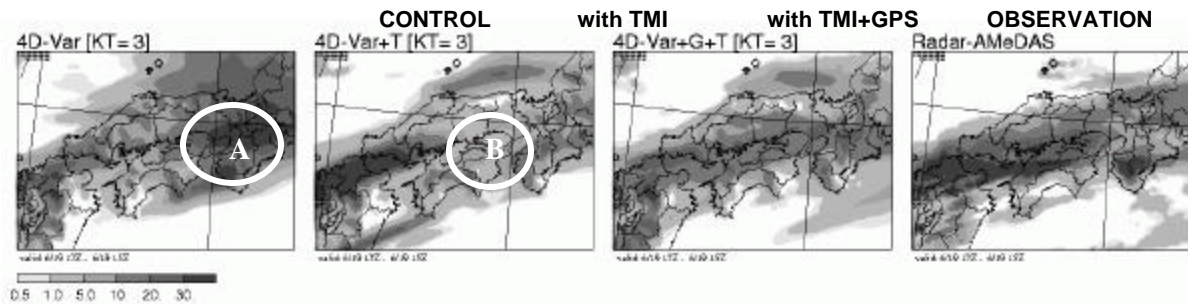 CONTROL with TMI with TMI+GPS OBSERVATION
4D-Var [KT= 3] 4D-Var+T [KT= 3] 4D-Var+G+T [KT= 3] Radar-AMeDAS
A B
0.5 1.0 5.0 10. 20. 30.